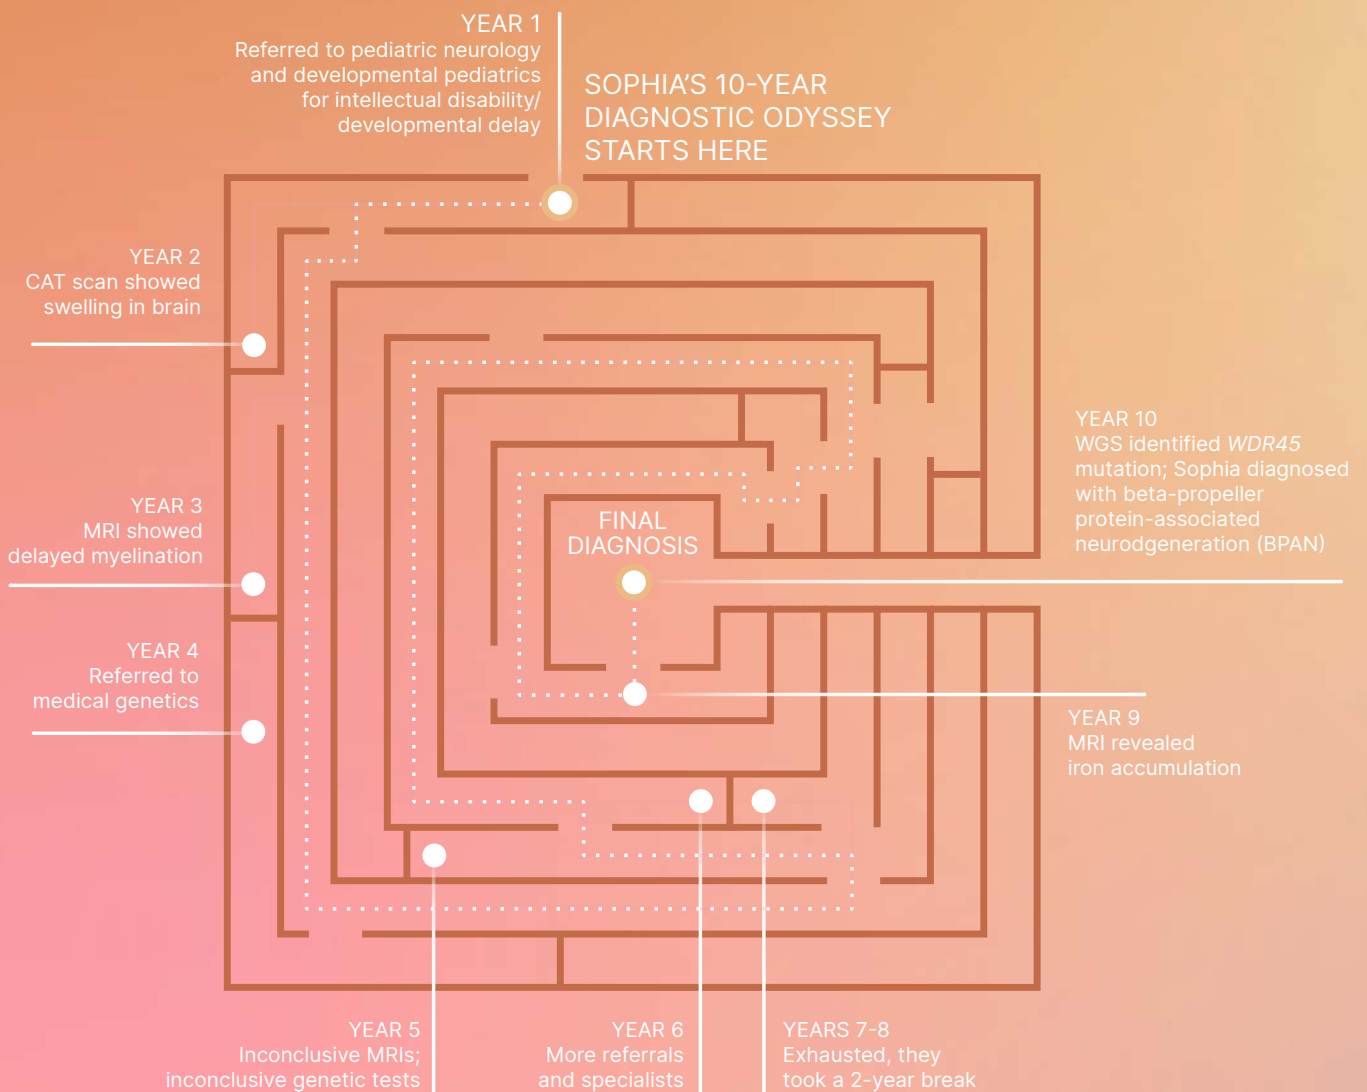 YEAR 1
Referred to pediatric neurology
and developmental pediatrics
for intellectual disability/
developmental delay
SOPHIA'S 10-YEAR
DIAGNOSTIC ODYSSEY
STARTS HERE
YEAR 2
CAT scan showed
swelling in brain
YEAR 3
MRI showed
delayed myelination
YEAR 4
Referred to
medical genetics
YEAR 5
Inconclusive MRIs;
inconclusive genetic tests
YEAR 6
More referrals
and specialists
YEARS 7-8
Exhausted, they
took a 2-year break
YEAR 9
MRI revealed
iron accumulation
YEAR 10
WGS identified WDR45
mutation; Sophia diagnosed
with beta-propeller
protein-associated
neurodgeneration (BPAN)
FINAL
DIAGNOSIS